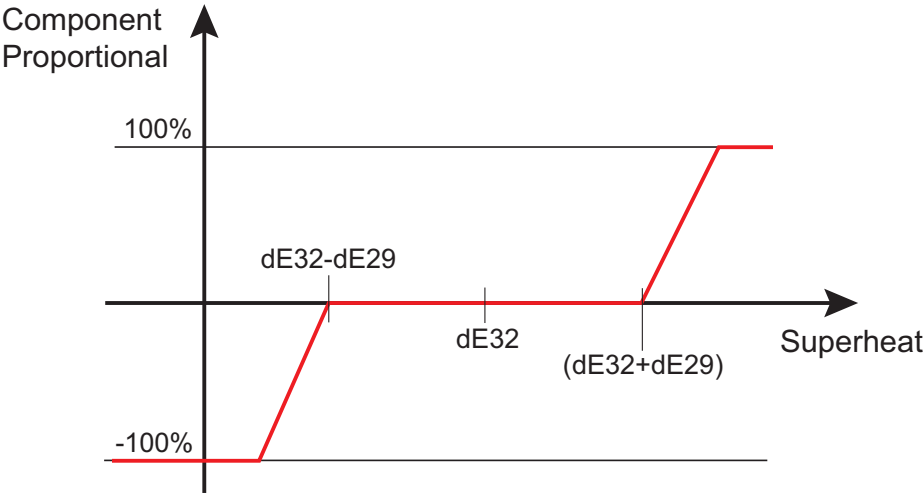 Component
Proportional
100%
dE32-dE29
dE32
(dE32+dE29)
Superheat
-100%